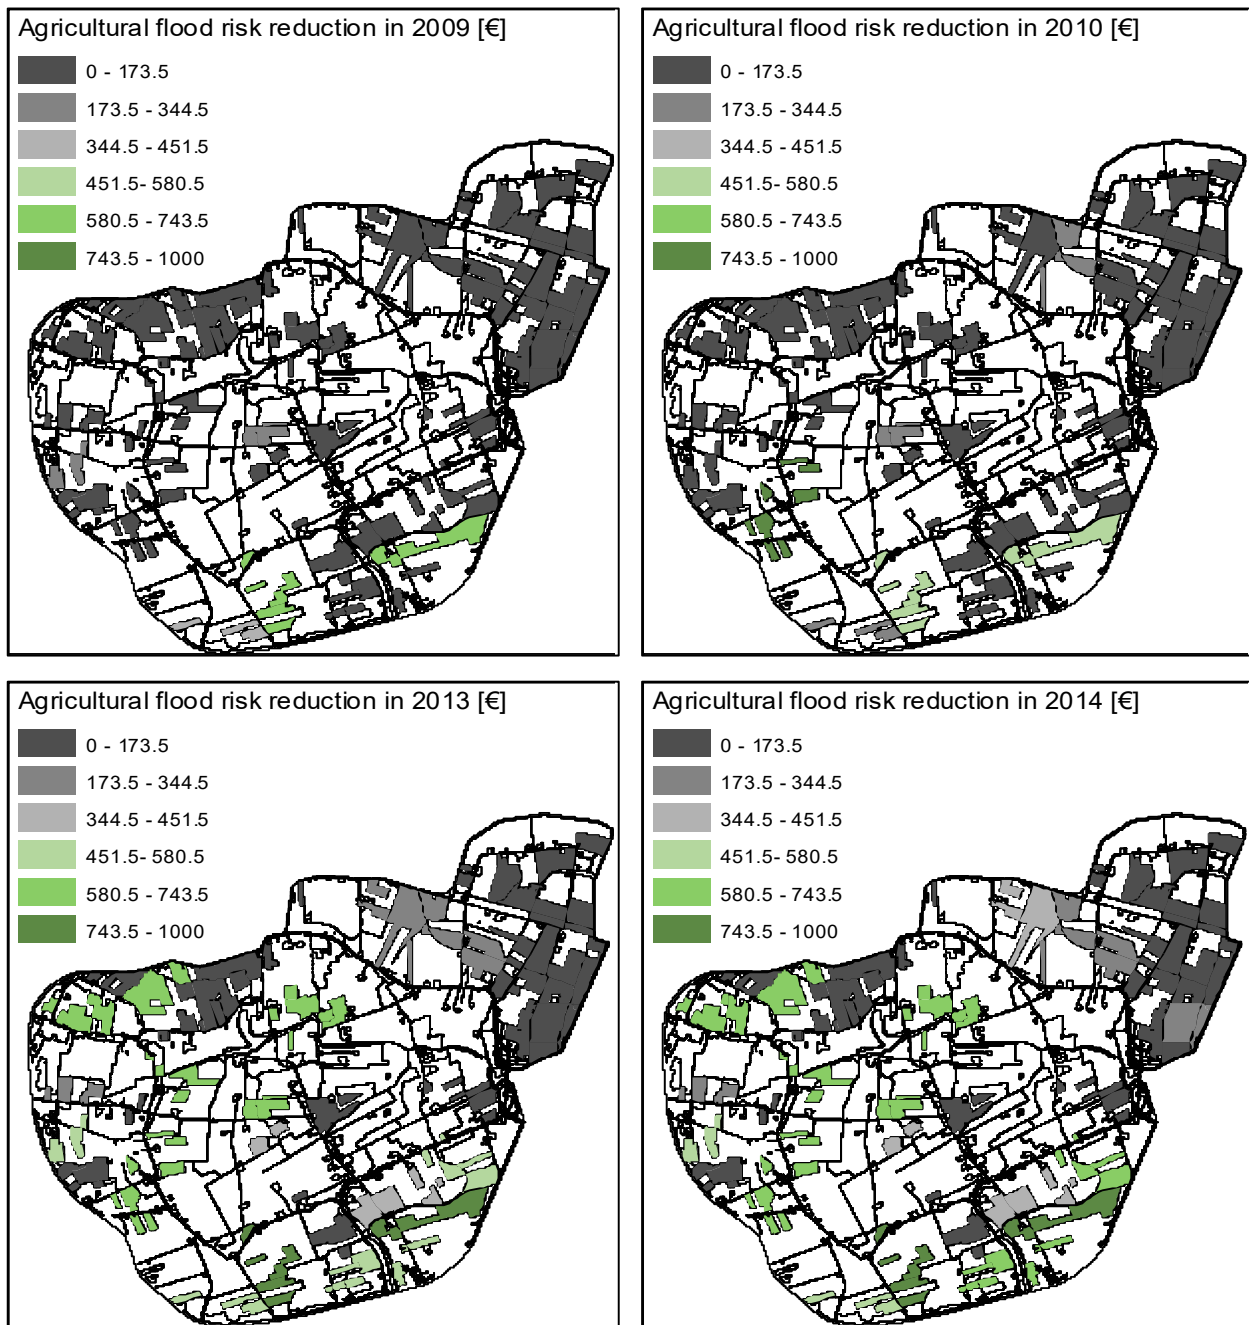 Agricultural flood risk reduction in 2009 [€]
0 - 173.5
173.5 - 344.5
344.5 - 451.5
451.5- 580.5
580.5 - 743.5
743.5 - 1000
Agricultural flood risk reduction in 2010 [€]
0 - 173.5
173.5 - 344.5
344.5 - 451.5
451.5- 580.5
580.5 - 743.5
743.5 - 1000
Agricultural flood risk reduction in 2013 [€]
0 - 173.5
173.5 - 344.5
344.5 - 451.5
451.5- 580.5
580.5 - 743.5
743.5 - 1000
Agricultural flood risk reduction in 2014 [€]
0 - 173.5
173.5 - 344.5
344.5 - 451.5
451.5- 580.5
580.5 - 743.5
743.5 - 1000